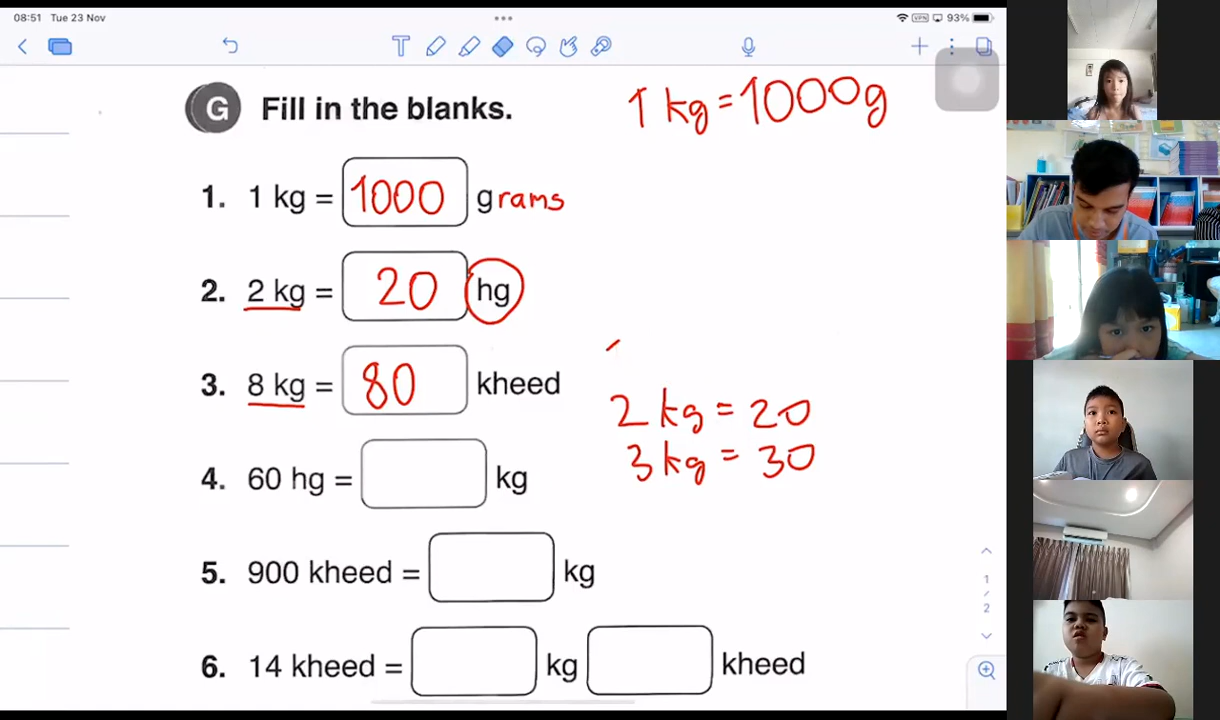 08:51 Tue 23 Nov
VPN 93%
T
G Fill in the blanks.
1 kg = 1000g
1. 1 kg = 1000 grams
2. 2 kg = 20 hg
3. 8 kg = 80 kheed
2 kg = 20
3 kg = 30
4. 60 hg = kg
5. 900 kheed = kg
1
/
2
6. 14 kheed = kg kheed